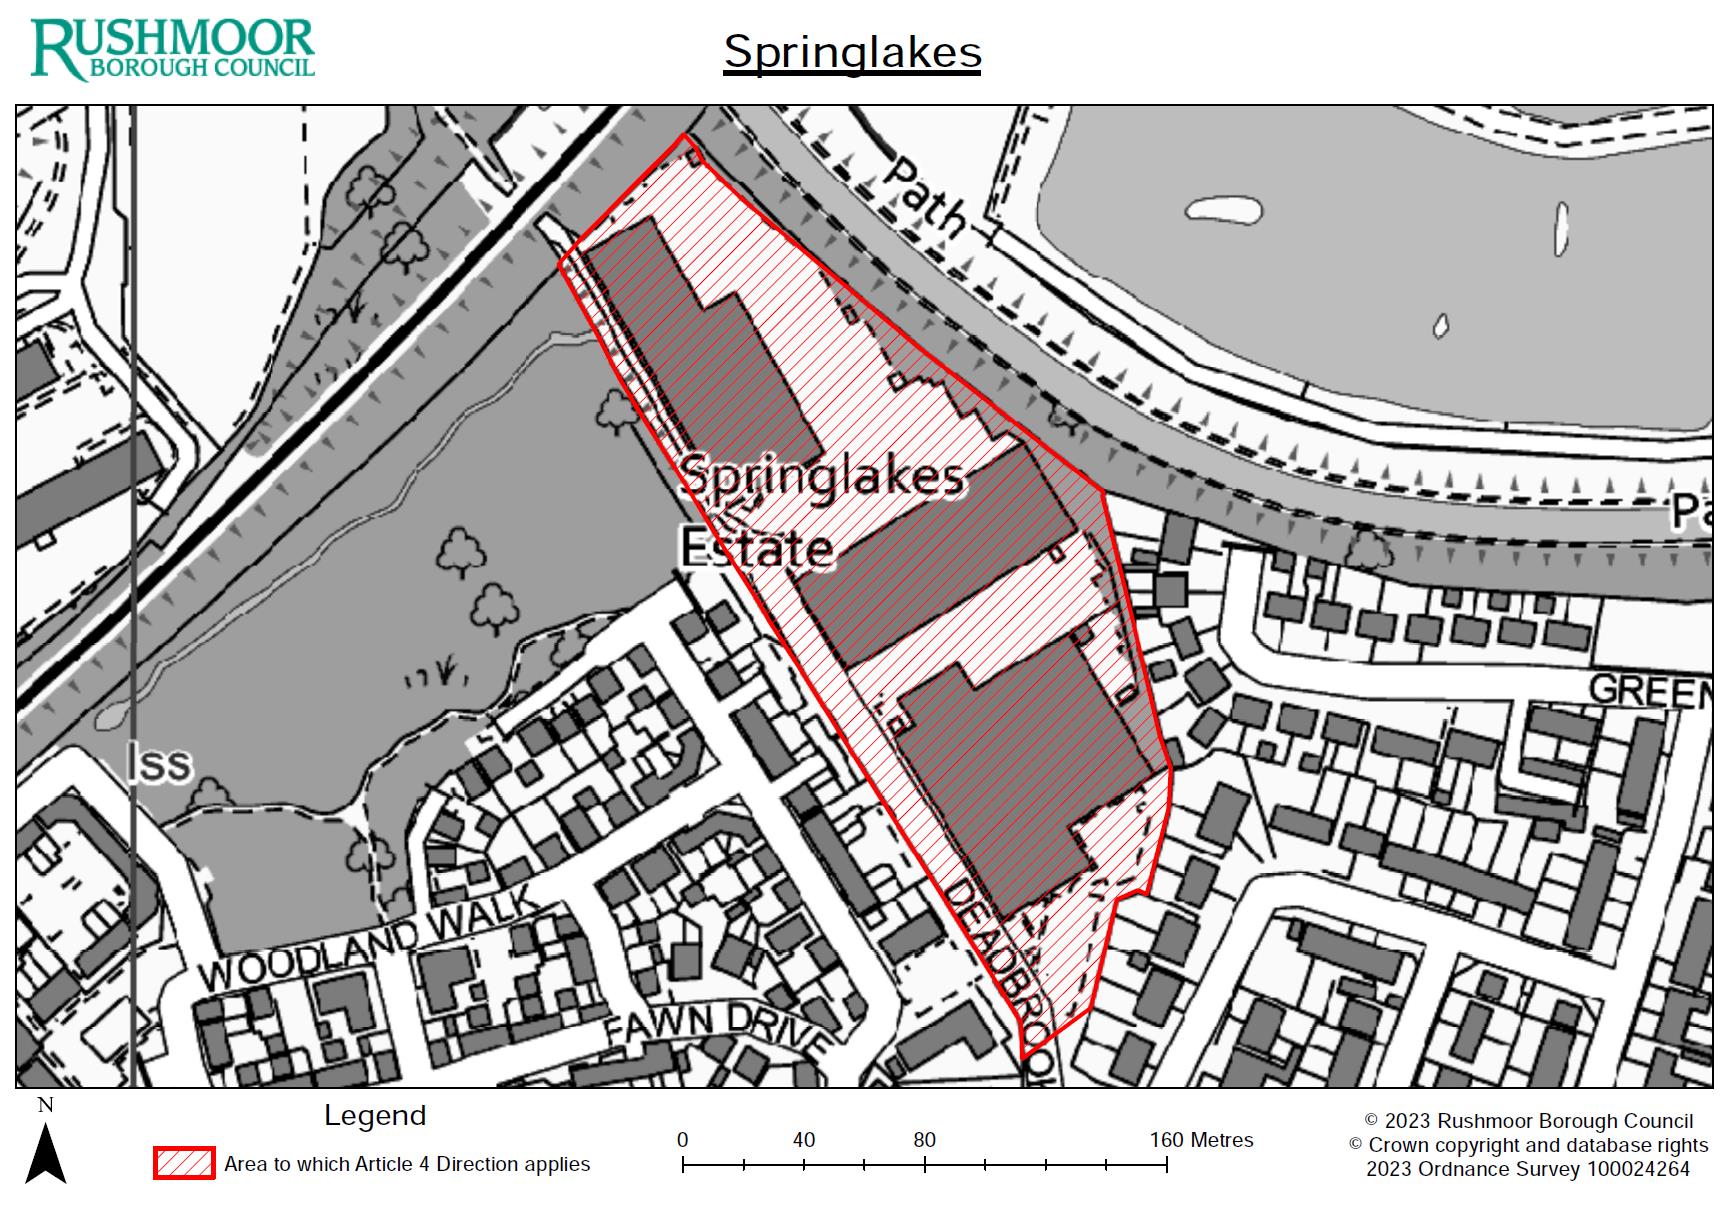 RUSHMOOR
BOROUGH COUNCIL
Springlakes
Path
Springlakes
Estate
Pa
GREEN
Iss
WOODLAND WALK
FAWN DRIVE
DEADBROOK
N
Legend
Area to which Article 4 Direction applies
0 40 80 160 Metres
© 2023 Rushmoor Borough Council
© Crown copyright and database rights
2023 Ordnance Survey 100024264